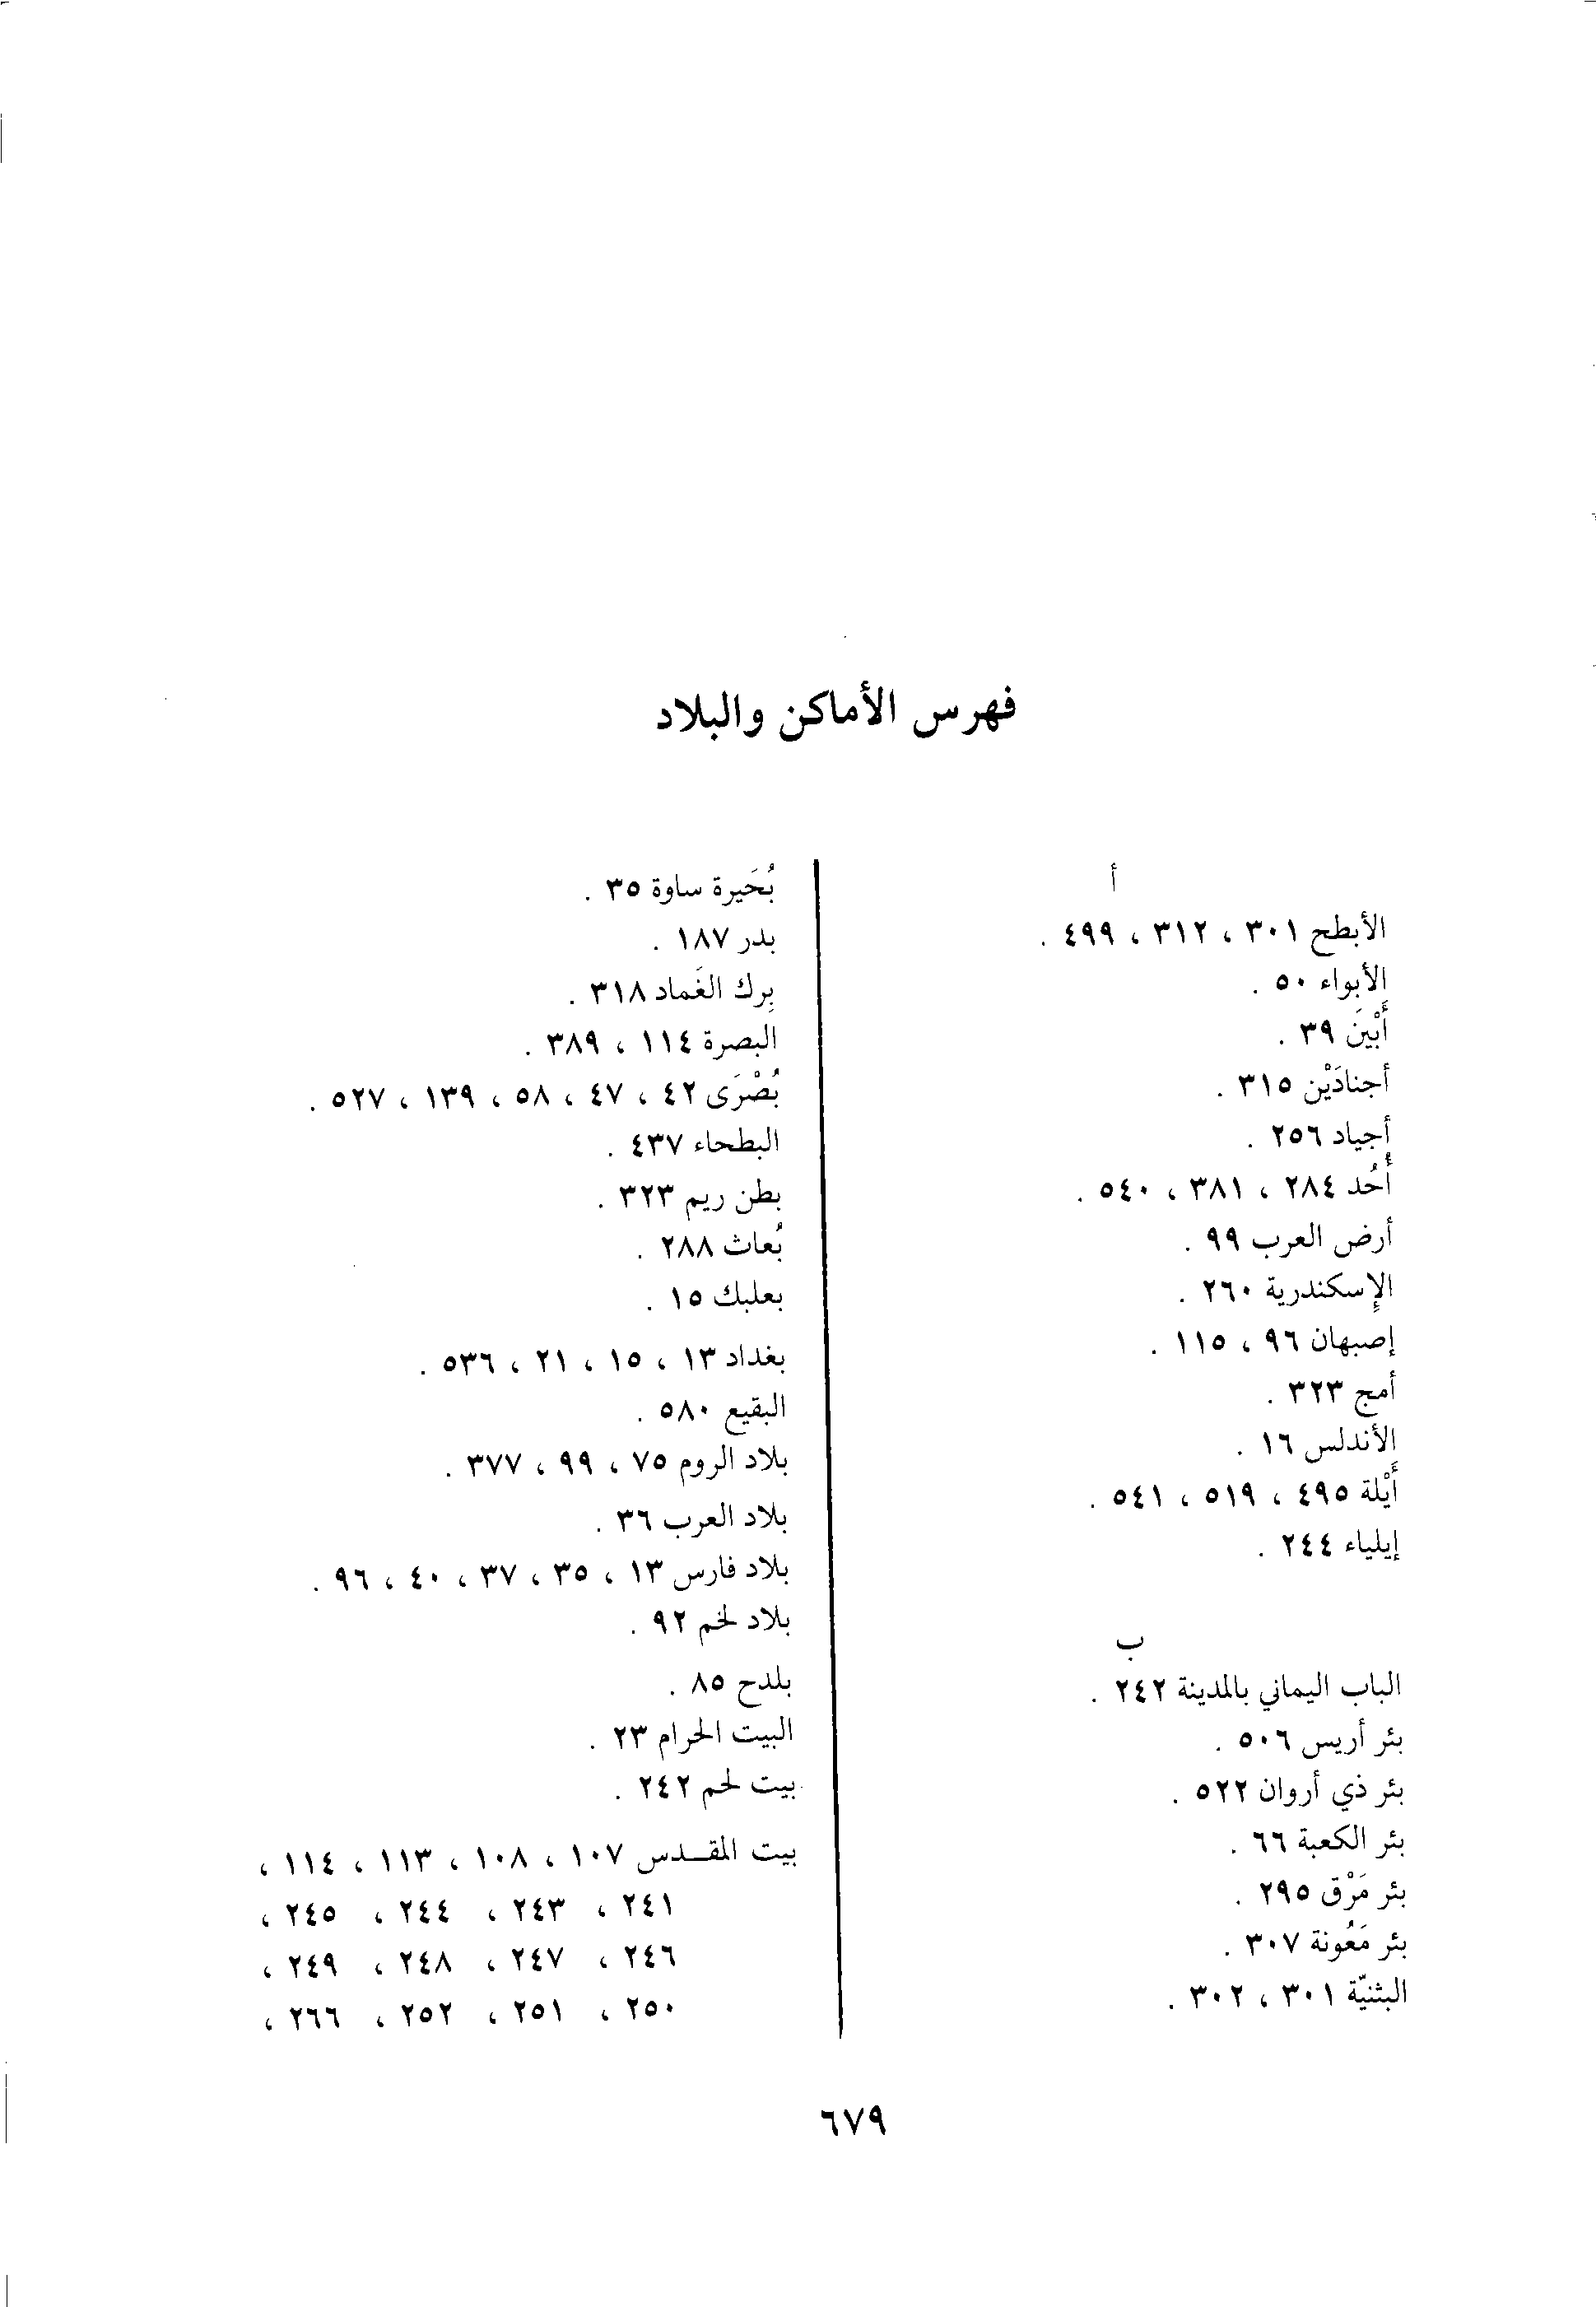 فهرس الأماكن والبلاد
أ
الأبطح ٣٠١ ، ٣١٢ ، ٤٩٩ .
الأبواء ٥٠ .
أَبْيَن ٣٩ .
أجنادَيْن ٣١٥ .
أجياد ٢٥٦ .
أُحُد ٢٨٤ ، ٣٨١ ، ٥٤٠ .
أرض العرب ٩٩ .
الإسكندرية ٢٦٠ .
إصبهان ٩٦ ، ١١٥ .
أمج ٣٢٣ .
الأندلس ١٦ .
أَيْلة ٤٩٥ ، ٥١٩ ، ٥٤١ .
إيلياء ٢٤٤ .
ب
الباب اليماني بالمدينة ٢٤٢ .
بئر أريس ٥٠٦ .
بئر ذي أروان ٥٢٢ .
بئر الكعبة ٦٦ .
بئر مَرْق ٢٩٥ .
بئر مَعُونة ٣٠٧ .
البثنيّة ٣٠١ ، ٣٠٢ .
بُحَيرة ساوة ٣٥ .
بدر ١٨٧ .
بِرك الغَماد ٣١٨ .
البصرة ١١٤ ، ٣٨٩ .
بُصْرَى ٤٢ ، ٤٧ ، ٥٨ ، ١٣٩ ، ٥٢٧ .
البطحاء ٤٣٧ .
بطن ريم ٣٢٣ .
بُعاث ٢٨٨ .
بعلبك ١٥ .
بغداد ١٣ ، ١٥ ، ٢١ ، ٥٣٦ .
البقيع ٥٨٠ .
بلاد الروم ٧٥ ، ٩٩ ، ٣٧٧ .
بلاد العرب ٣٦ .
بلاد فارس ١٣ ، ٣٥ ، ٣٧ ، ٤٠ ، ٩٦ .
بلاد لخم ٩٢ .
بلدح ٨٥ .
البيت الحرام ٢٣ .
بيت لحم ٢٤٢ .
بيت المقـدس ١٠٧ ، ١٠٨ ، ١١٣ ، ١١٤ ،
٢٤١ ، ٢٤٣ ، ٢٤٤ ، ٢٤٥ ،
٢٤٦ ، ٢٤٧ ، ٢٤٨ ، ٢٤٩ ،
٢٥٠ ، ٢٥١ ، ٢٥٢ ، ٢٦٦ ،
٦٧٩